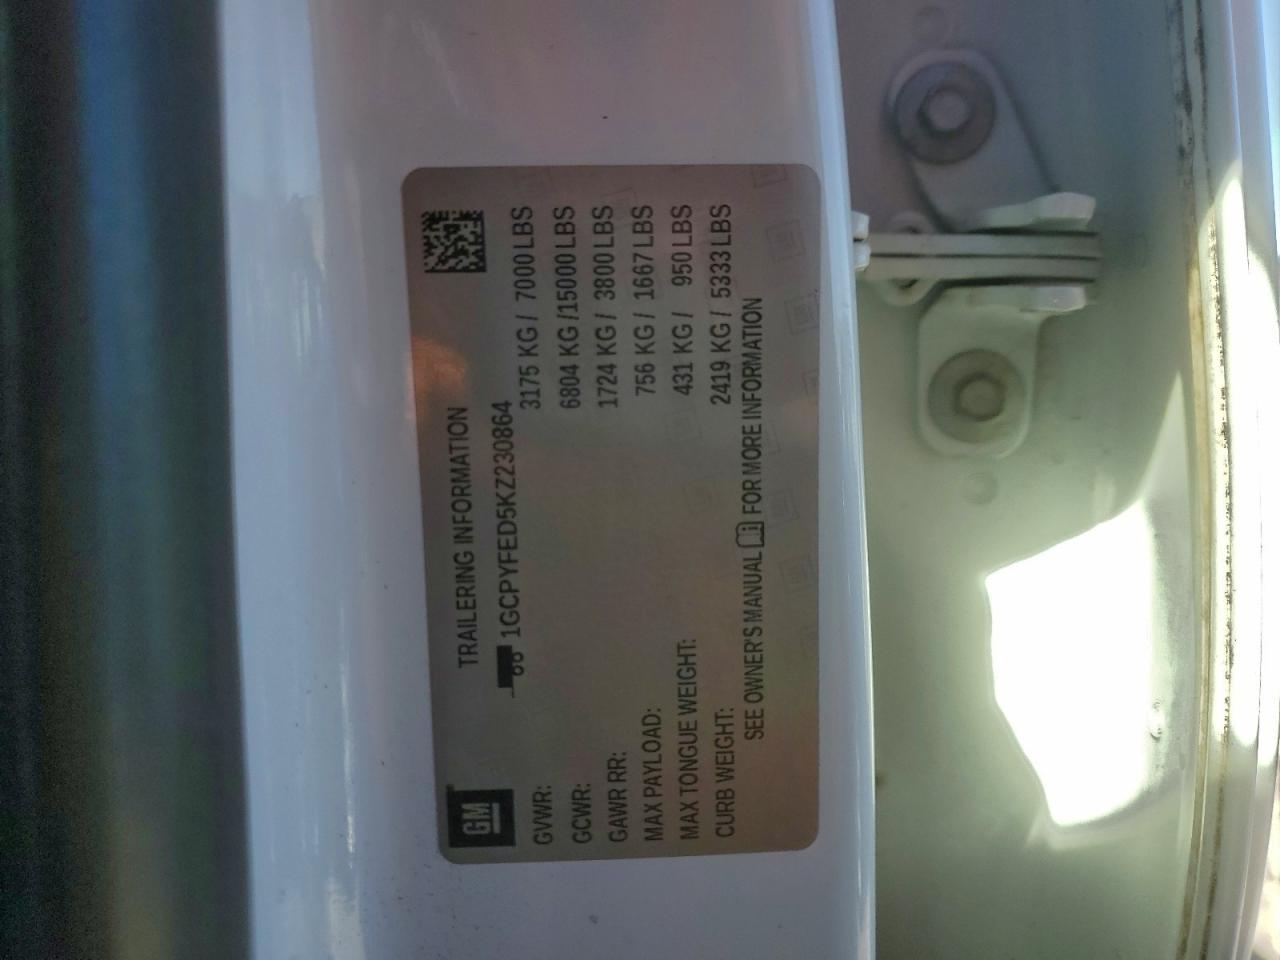 GM
TRAILERING INFORMATION
1GCPYFED5KZ230864
GVWR: 3175 KG / 7000 LBS
GCWR: 6804 KG /15000 LBS
GAWR RR: 1724 KG / 3800 LBS
MAX PAYLOAD: 756 KG / 1667 LBS
MAX TONGUE WEIGHT: 431 KG / 950 LBS
CURB WEIGHT: 2419 KG / 5333 LBS
SEE OWNER'S MANUAL FOR MORE INFORMATION